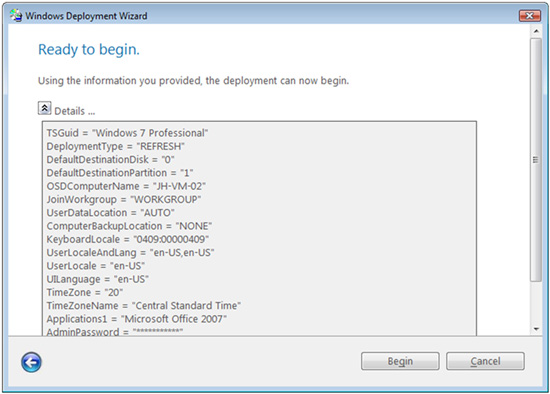 Windows Deployment Wizard
Ready to begin.
Using the information you provided, the deployment can now begin.
Details ...
TSGuid = "Windows 7 Professional"
DeploymentType = "REFRESH"
DefaultDestinationDisk = "0"
DefaultDestinationPartition = "1"
OSDComputerName = "JH-VM-02"
JoinWorkgroup = "WORKGROUP"
UserDataLocation = "AUTO"
ComputerBackupLocation = "NONE"
KeyboardLocale = "0409:00000409"
UserLocaleAndLang = "en-US,en-US"
UserLocale = "en-US"
UILanguage = "en-US"
TimeZone = "20"
TimeZoneName = "Central Standard Time"
Applications1 = "Microsoft Office 2007"
AdminPassword = "***********"
Begin Cancel